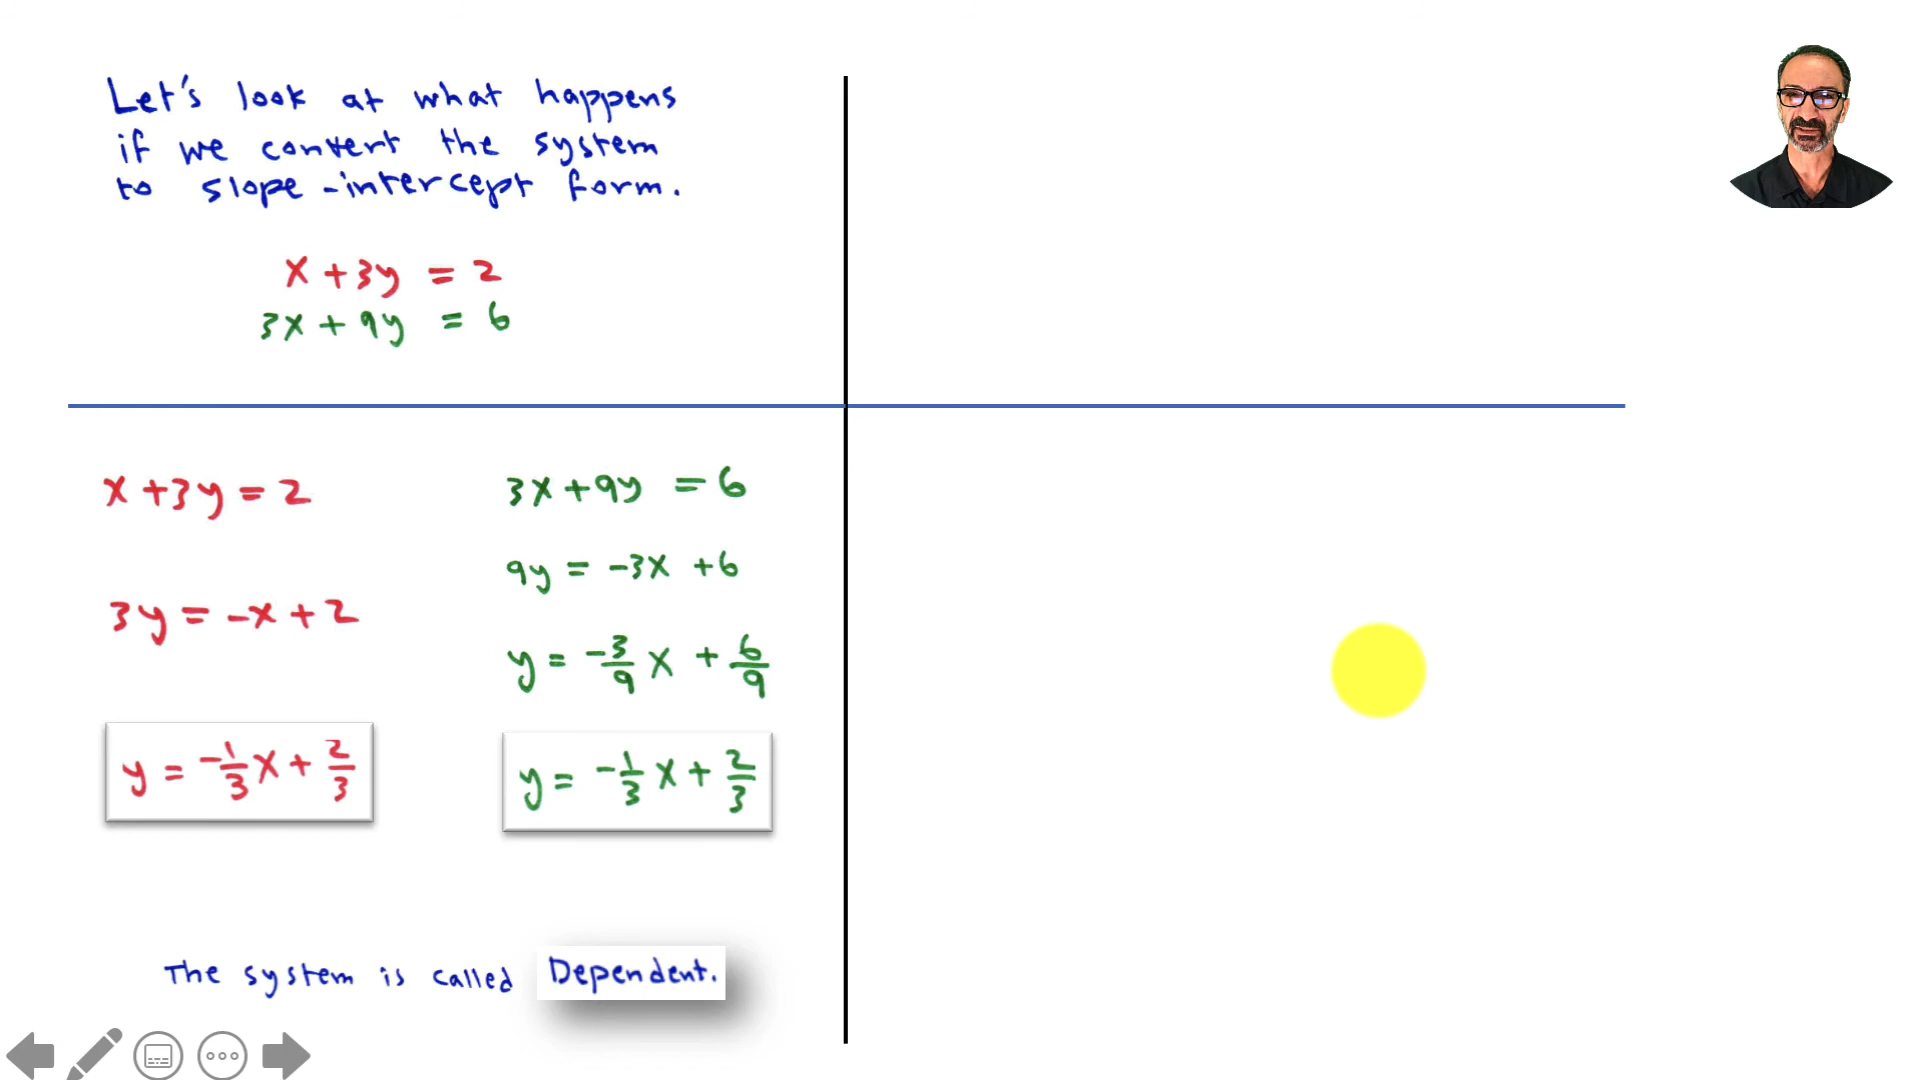 Let's look at what happens
if we convert the system
to slope-intercept form.
x + 3y = 2
3x + 9y = 6
x + 3y = 2
3y = -x + 2
y = -1/3 x + 2/3
3x + 9y = 6
9y = -3x + 6
y = -3/9 x + 6/9
y = -1/3 x + 2/3
The system is called Dependent.